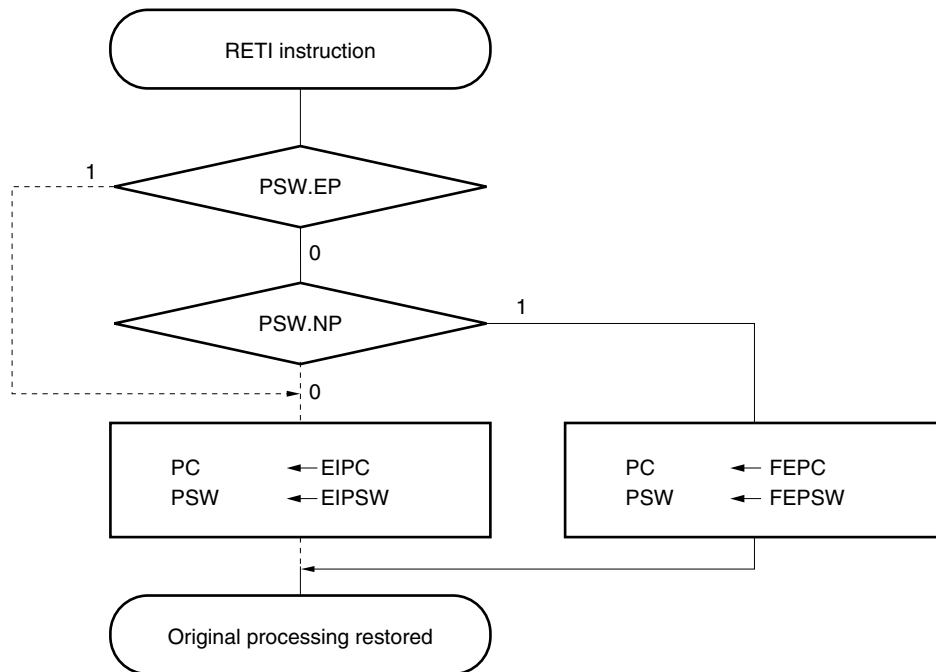 RETI instruction
1
PSW.EP
0
PSW.NP
1
0
PC EIPC
PSW EIPSW
PC FEPC
PSW FEPSW
Original processing restored